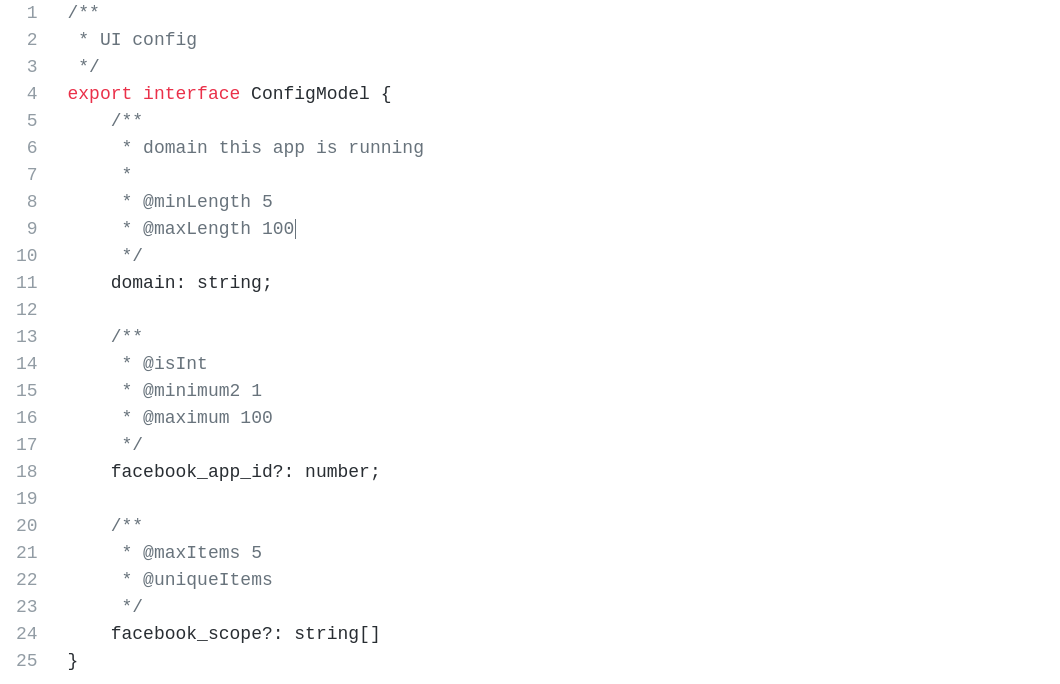 1 /**
2  * UI config
3  */
4 export interface ConfigModel {
5     /**
6      * domain this app is running
7      *
8      * @minLength 5
9      * @maxLength 100
10      */
11     domain: string;
12
13     /**
14      * @isInt
15      * @minimum2 1
16      * @maximum 100
17      */
18     facebook_app_id?: number;
19
20     /**
21      * @maxItems 5
22      * @uniqueItems
23      */
24     facebook_scope?: string[]
25 }